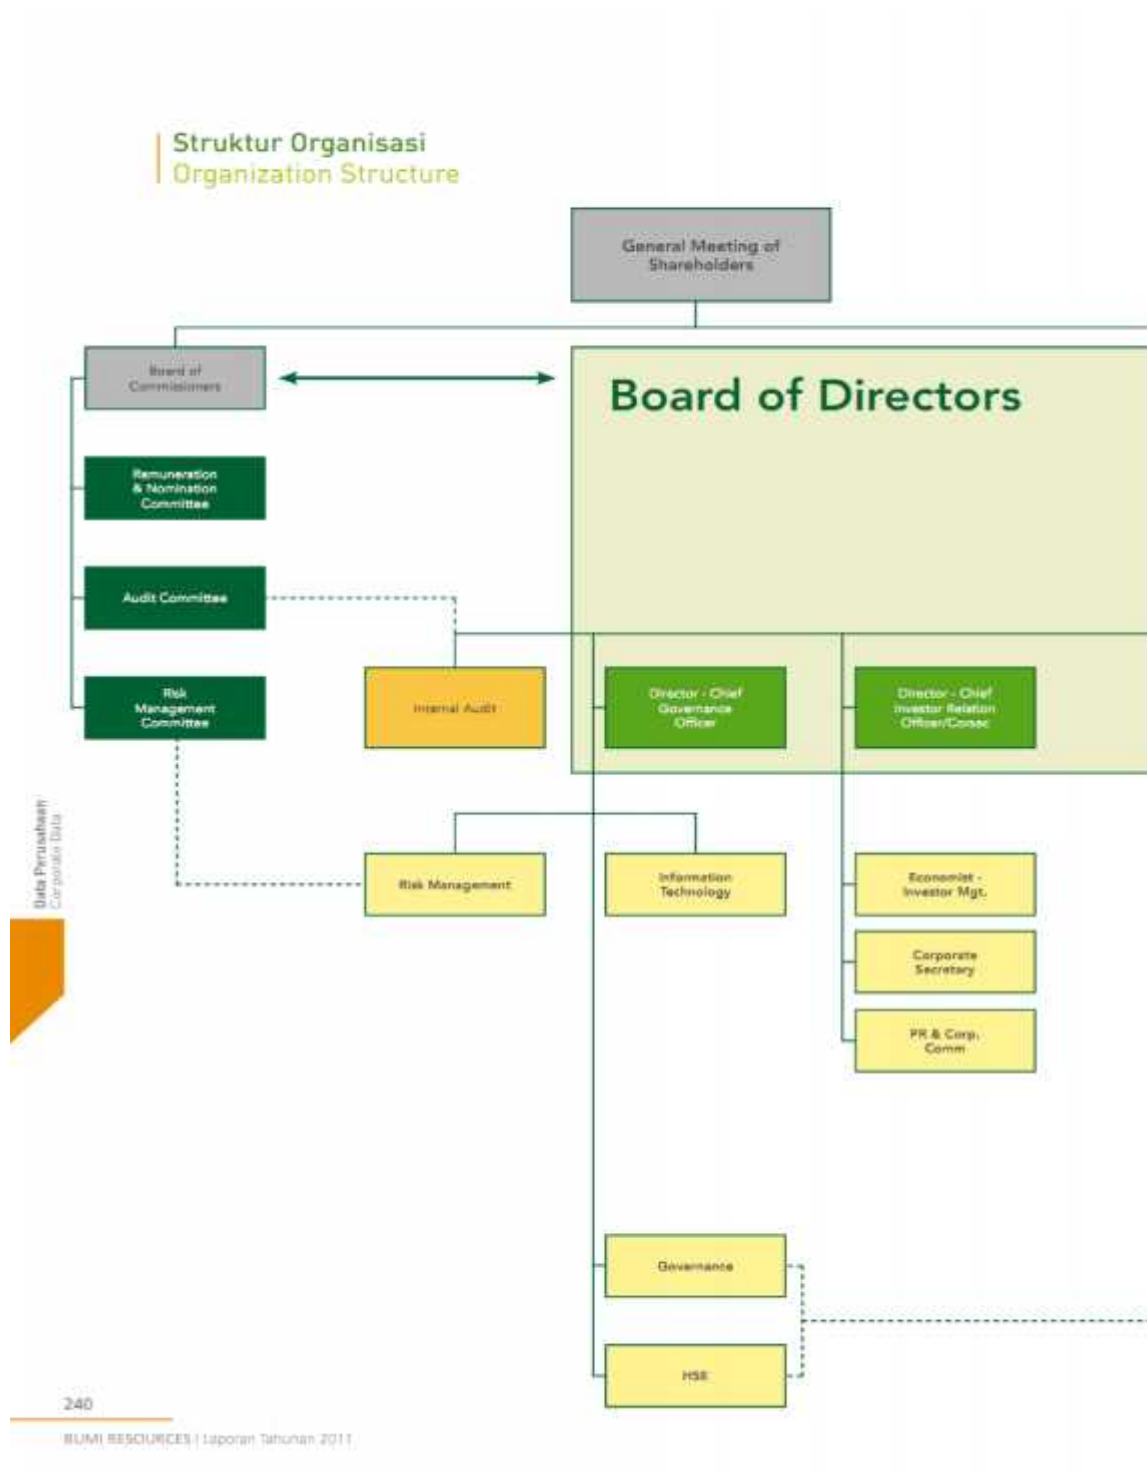 Struktur Organisasi
Organization Structure
General Meeting of
Shareholders
Board of
Commissioners
Board of Directors
Remuneration
& Nomination
Committee
Audit Committee
Risk
Management
Committee
Internal Audit
Director - Chief
Governance
Officer
Director - Chief
Investor Relation
Officer/Corsec
Data Perusahaan
Corporate Data
Risk Management
Information
Technology
Economist -
Investor Mgt.
Corporate
Secretary
PR & Corp.
Comm
Governance
HSE
240
BUMI RESOURCES | Laporan Tahunan 2011